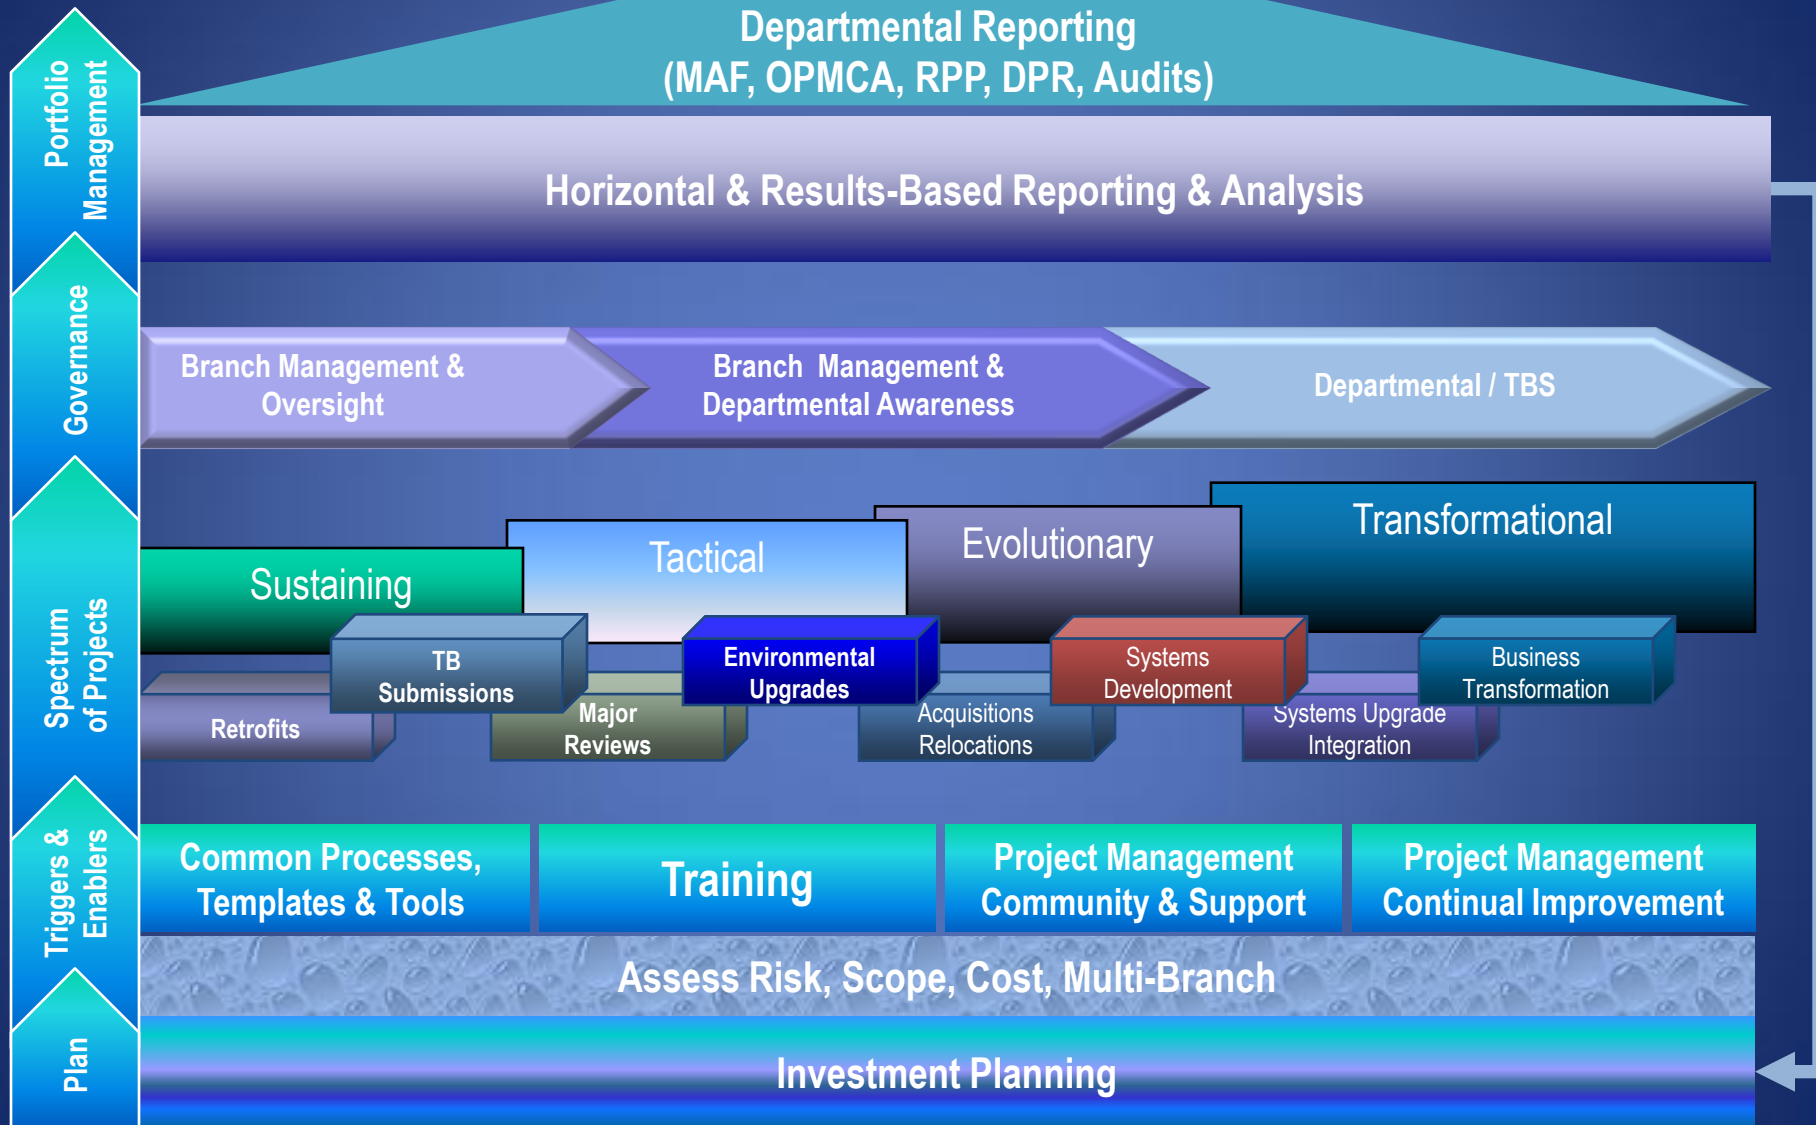 Departmental Reporting
(MAF, OPMCA, RPP, DPR, Audits)
Portfolio
Management
Horizontal & Results-Based Reporting & Analysis
Governance
Branch Management &
Oversight
Branch Management &
Departmental Awareness
Departmental / TBS
Spectrum
of Projects
Sustaining
Tactical
Evolutionary
Transformational
TB
Submissions
Environmental
Upgrades
Systems
Development
Business
Transformation
Retrofits
Major
Reviews
Acquisitions
Relocations
Systems Upgrade
Integration
Triggers &
Enablers
Common Processes,
Templates & Tools
Training
Project Management
Community & Support
Project Management
Continual Improvement
Assess Risk, Scope, Cost, Multi-Branch
Plan
Investment Planning